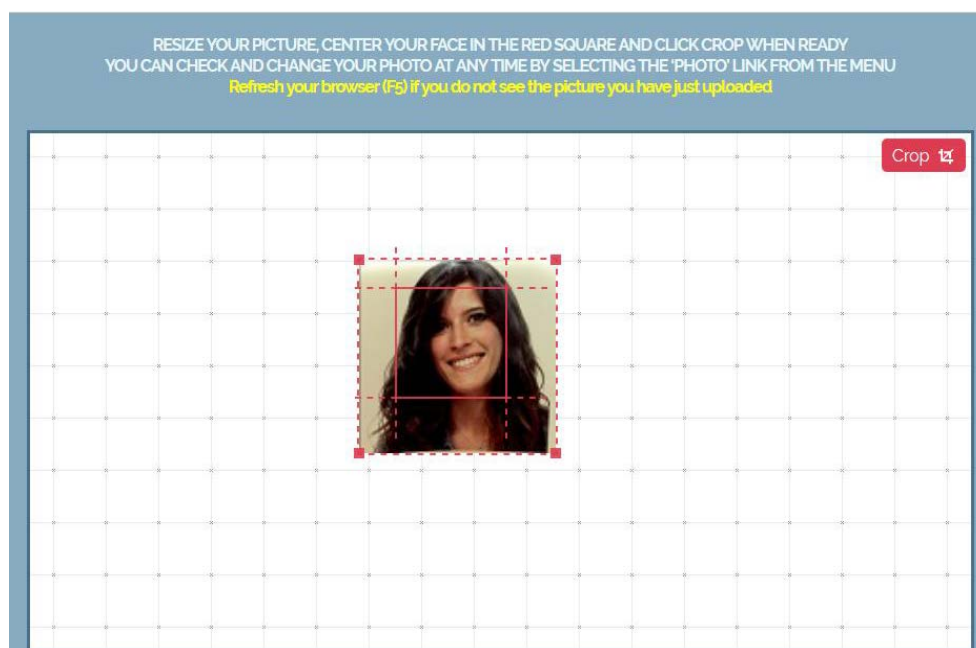 RESIZE YOUR PICTURE, CENTER YOUR FACE IN THE RED SQUARE AND CLICK CROP WHEN READY
YOU CAN CHECK AND CHANGE YOUR PHOTO AT ANY TIME BY SELECTING THE 'PHOTO' LINK FROM THE MENU
Refresh your browser (F5) if you do not see the picture you have just uploaded
Crop